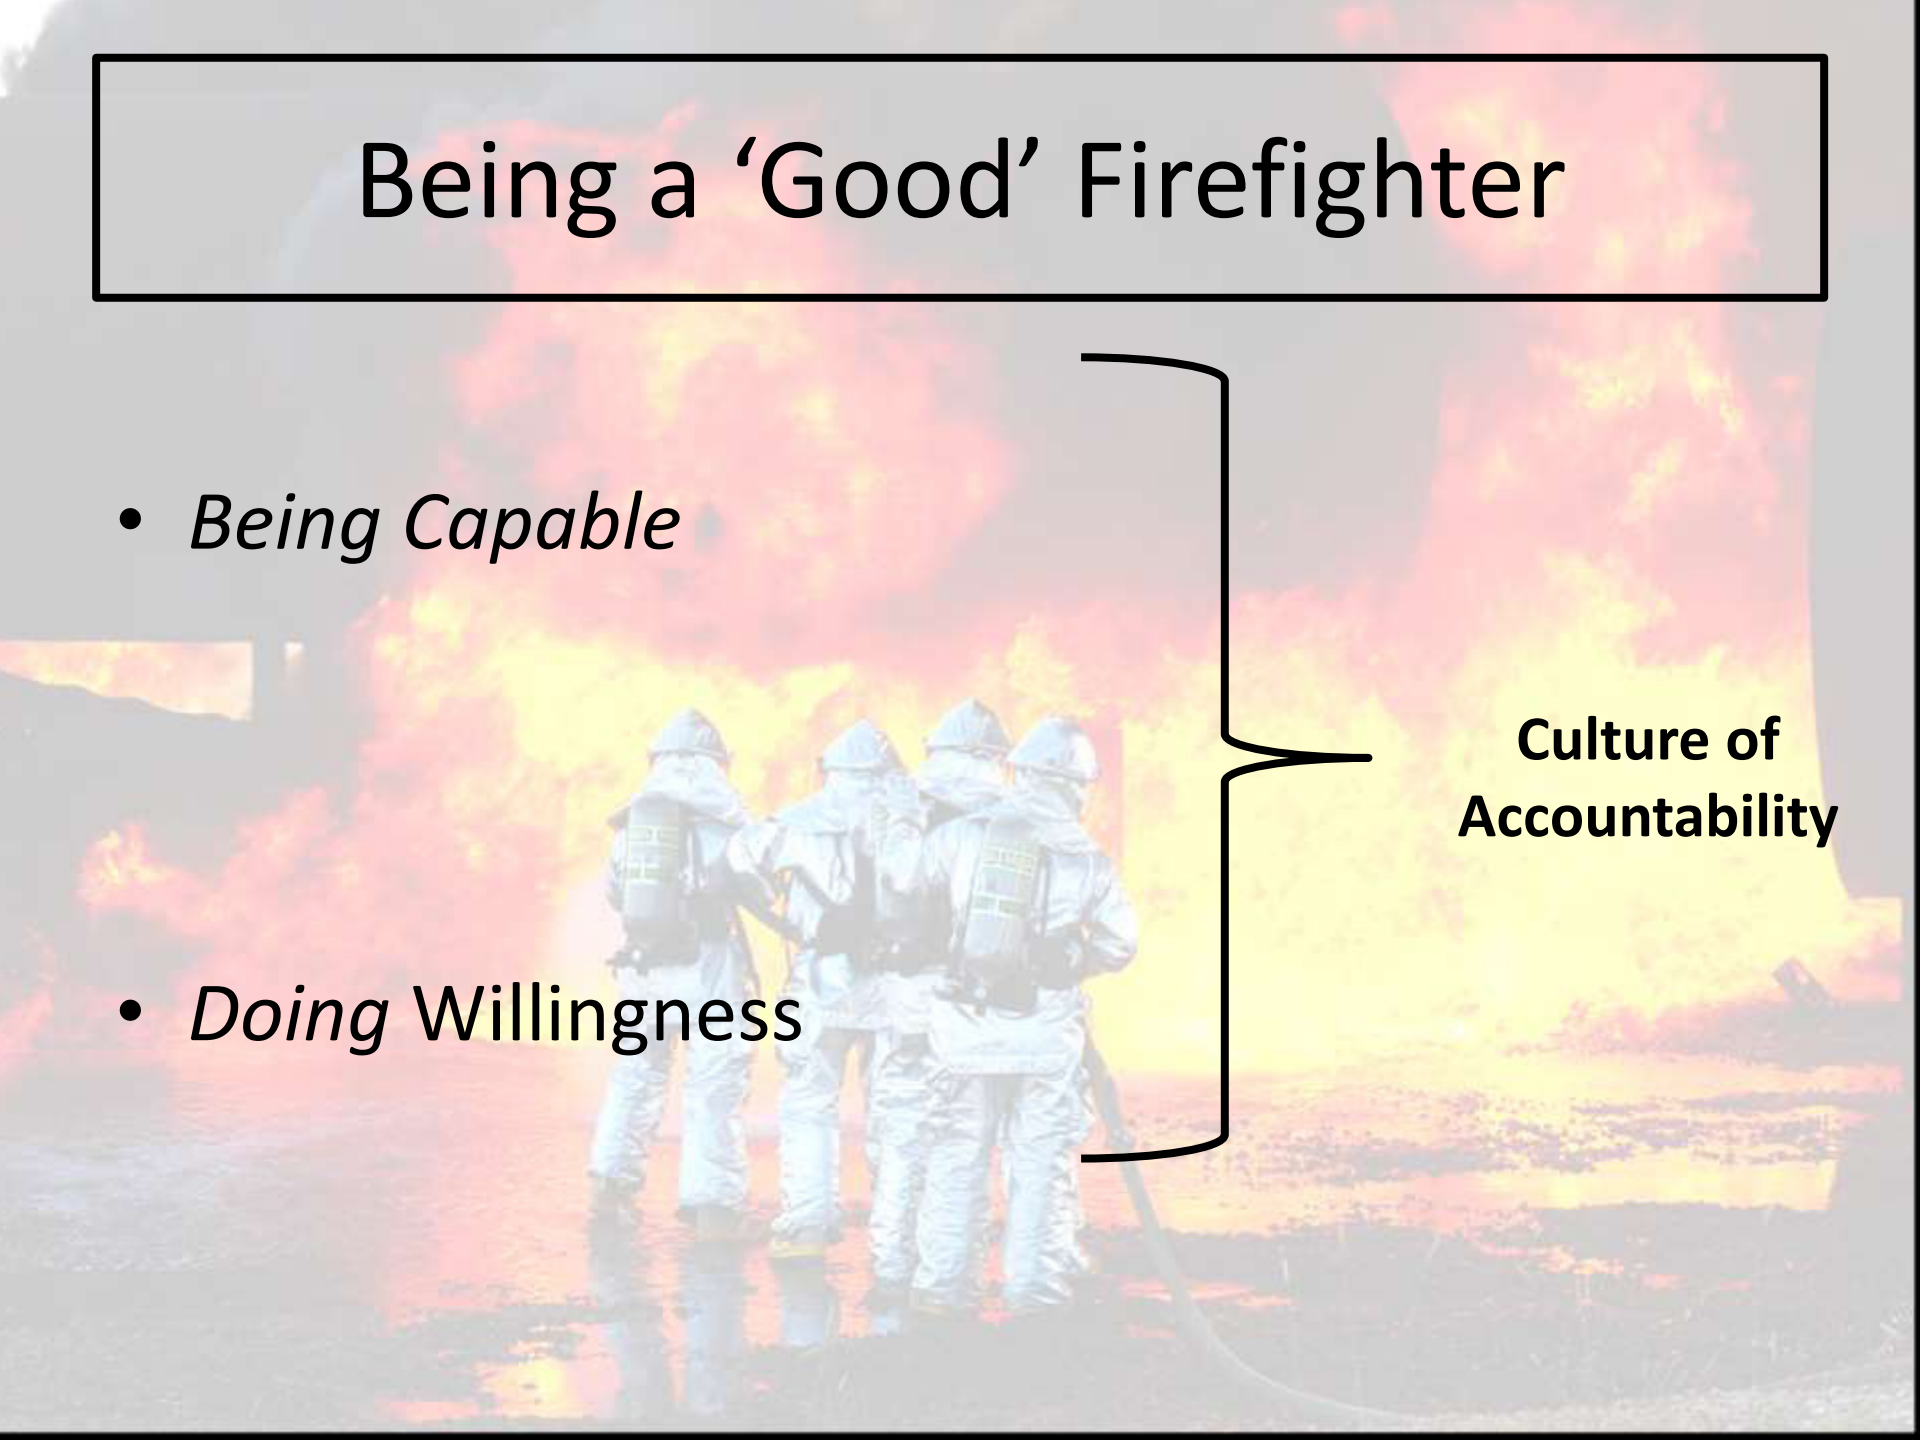 Being a ‘Good’ Firefighter
• Being Capable
• Doing Willingness
Culture of
Accountability